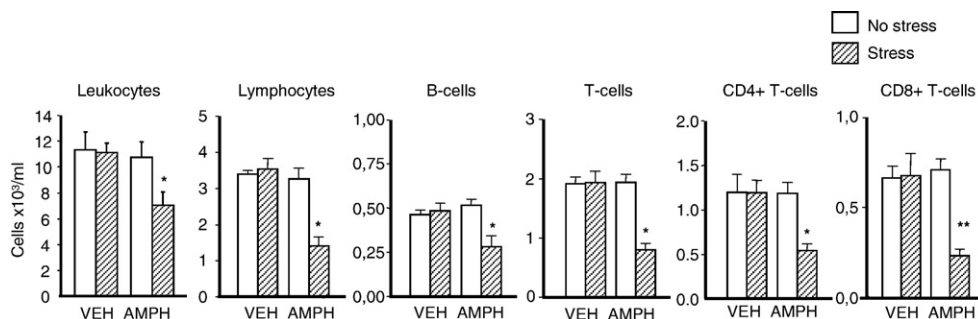 No stress
Stress
Leukocytes
Lymphocytes
B-cells
T-cells
CD4+ T-cells
CD8+ T-cells
Cells x10³/ml
14
12
10
8
6
4
2
0
*
VEH AMPH
5
4
3
2
1
0
*
VEH AMPH
1,00
0,75
0,50
0,25
0,00
*
VEH AMPH
3
2
1
0
*
VEH AMPH
2.0
1.5
1.0
0.5
0.0
*
VEH AMPH
1,0
0,5
0,0
**
VEH AMPH